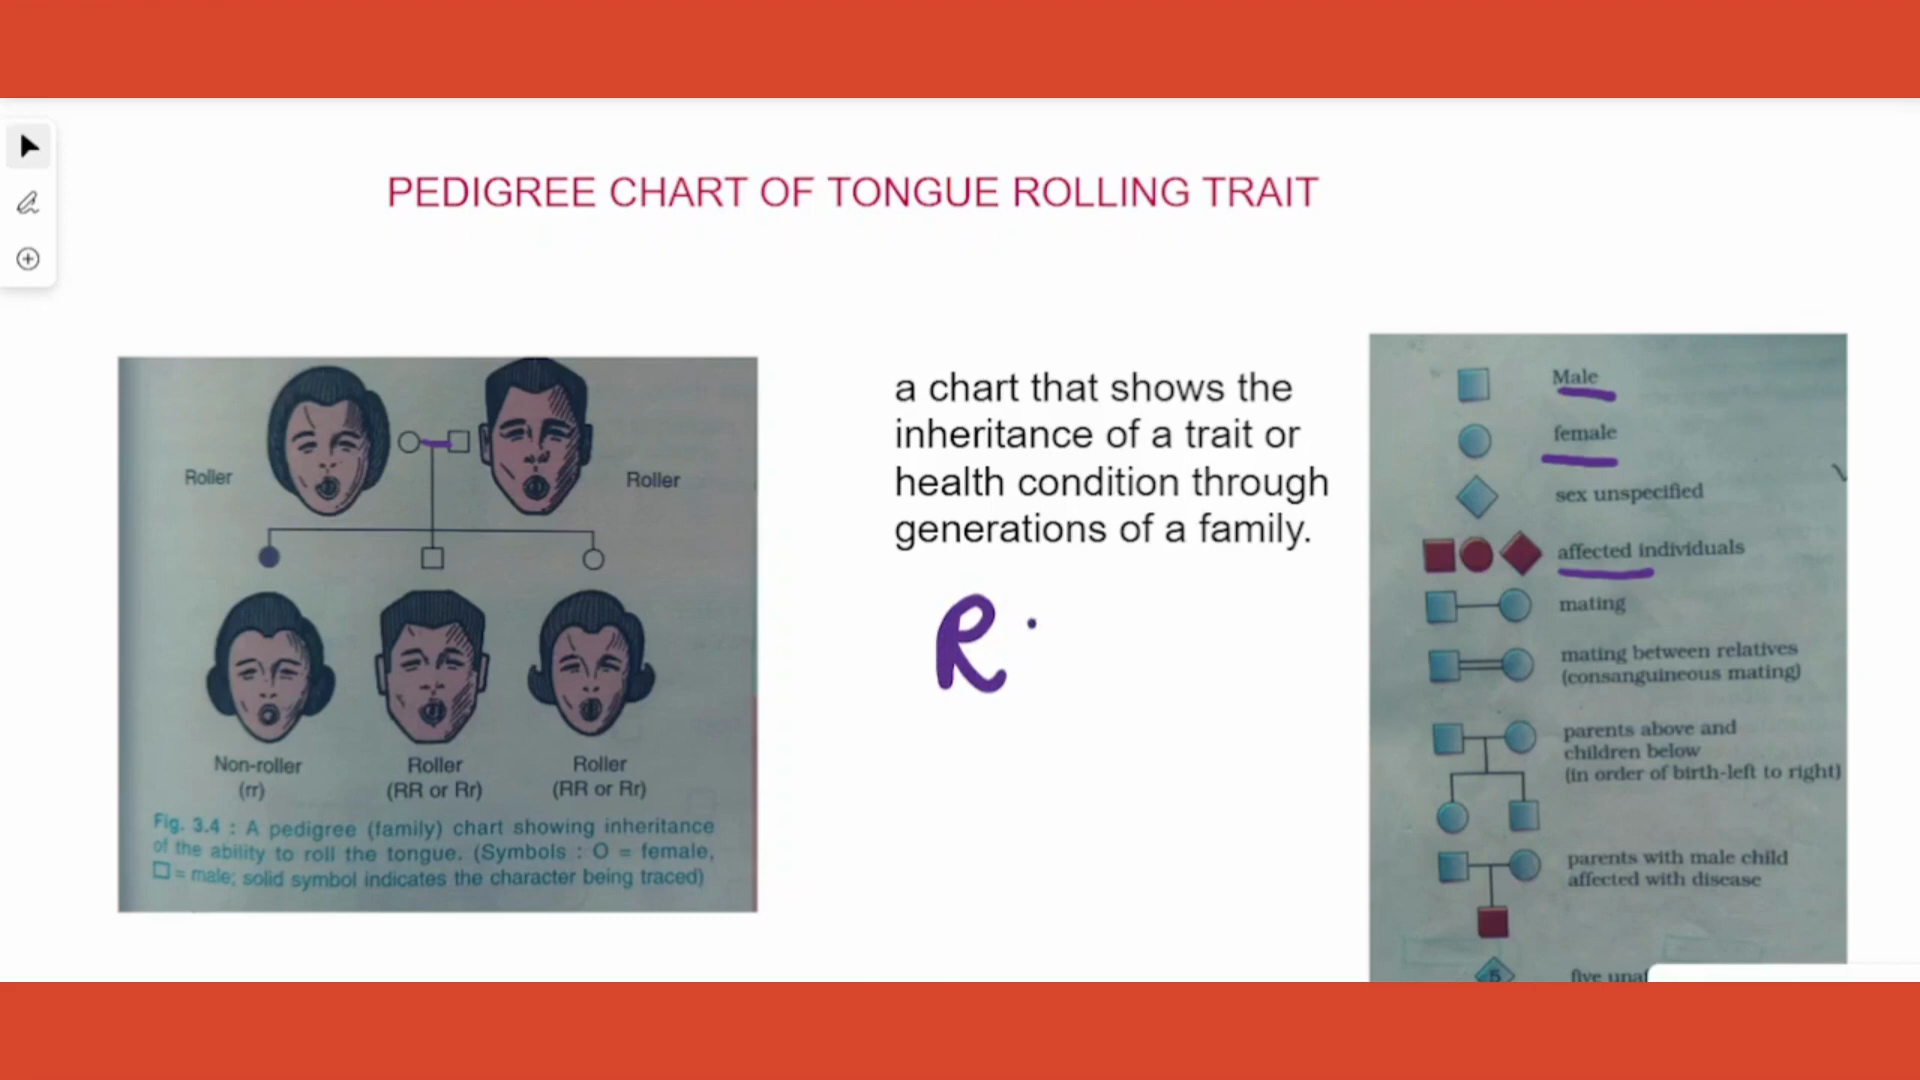 PEDIGREE CHART OF TONGUE ROLLING TRAIT
Roller
Roller
Non-roller
(rr)
Roller
(RR or Rr)
Roller
(RR or Rr)
Fig. 3.4 : A pedigree (family) chart showing inheritance
of the ability to roll the tongue. (Symbols : O = female,
□ = male; solid symbol indicates the character being traced)
a chart that shows the
inheritance of a trait or
health condition through
generations of a family.
R
Male
female
sex unspecified
affected individuals
mating
mating between relatives
(consanguineous mating)
parents above and
children below
(in order of birth-left to right)
parents with male child
affected with disease
5
five